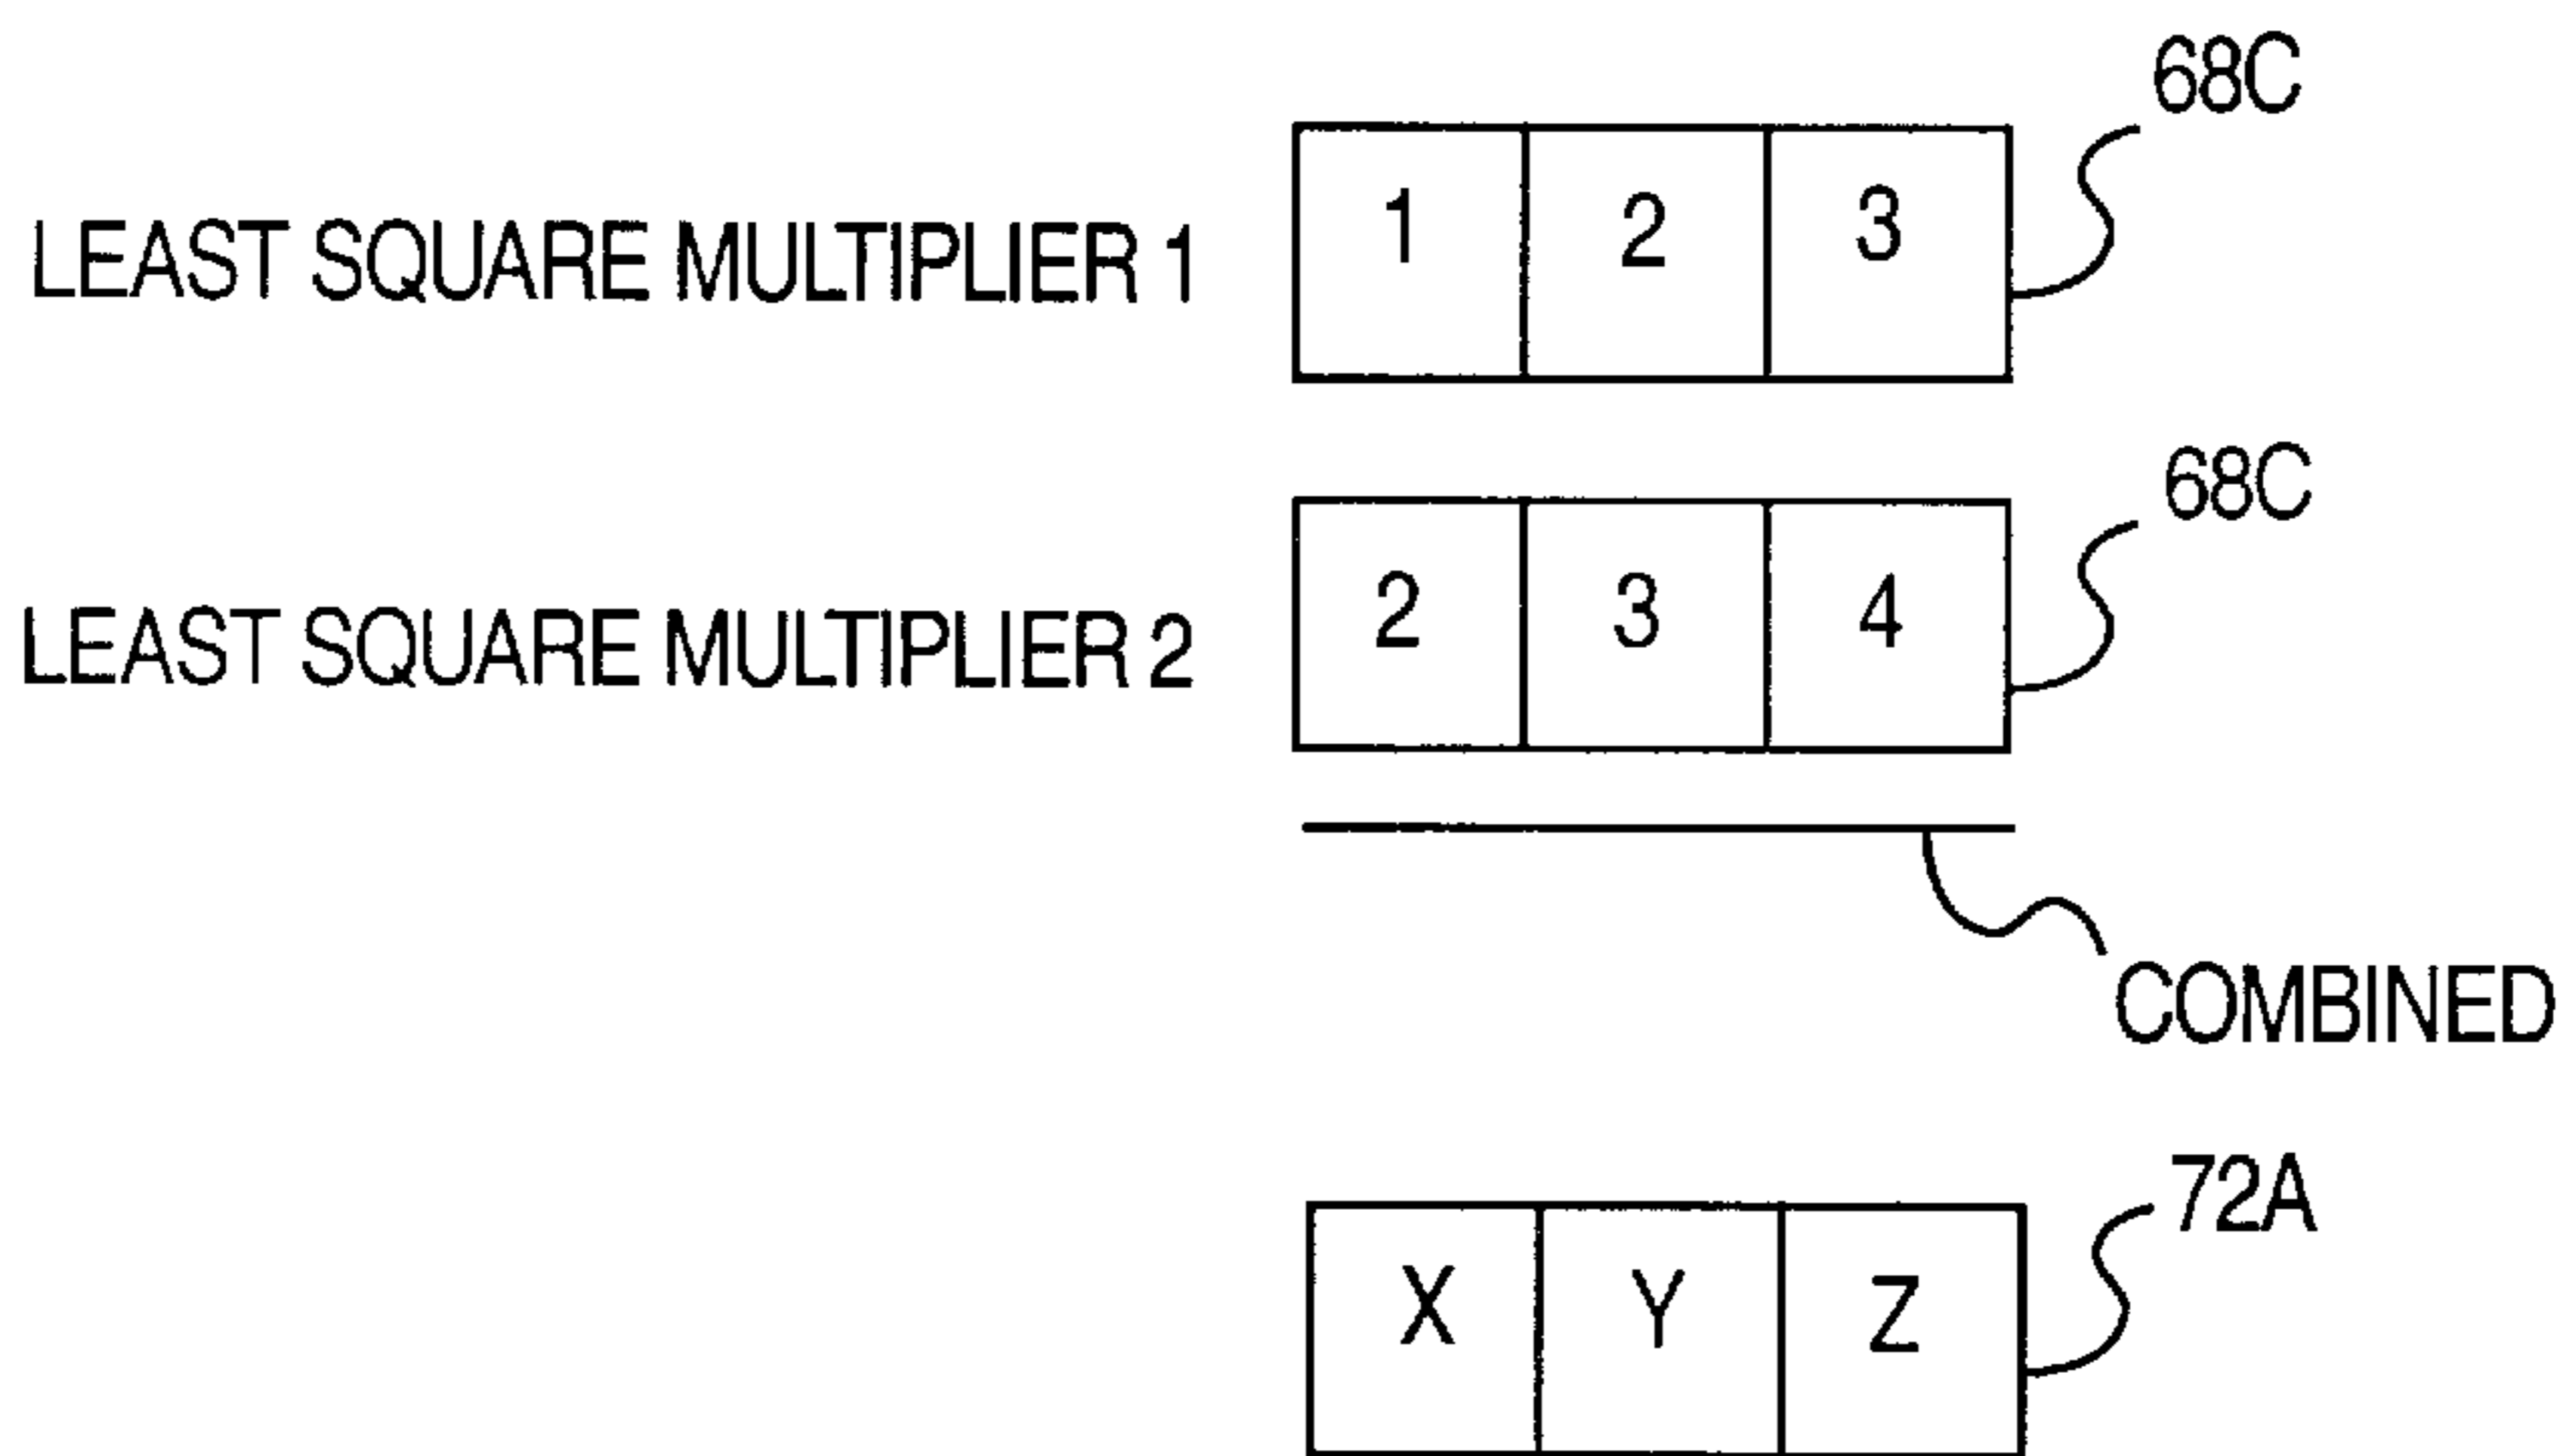 68C
LEAST SQUARE MULTIPLIER 1 1 2 3
68C
LEAST SQUARE MULTIPLIER 2 2 3 4
COMBINED
72A
X Y Z